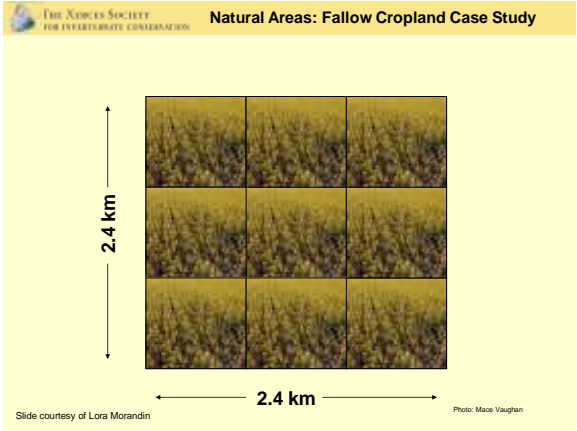 THE XERCES SOCIETY
FOR INVERTEBRATE CONSERVATION
Natural Areas: Fallow Cropland Case Study
2.4 km
2.4 km
Slide courtesy of Lora Morandin
Photo: Mace Vaughan